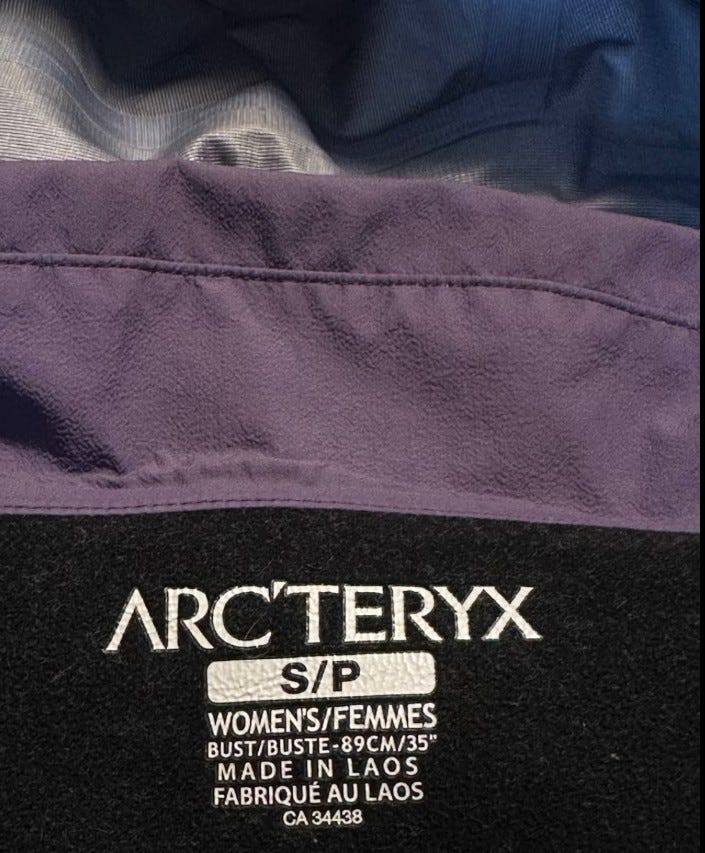 ARC'TERYX
S/P
WOMEN'S/FEMMES
BUST/BUSTE-89CM/35"
MADE IN LAOS
FABRIQUÉ AU LAOS
CA 34438